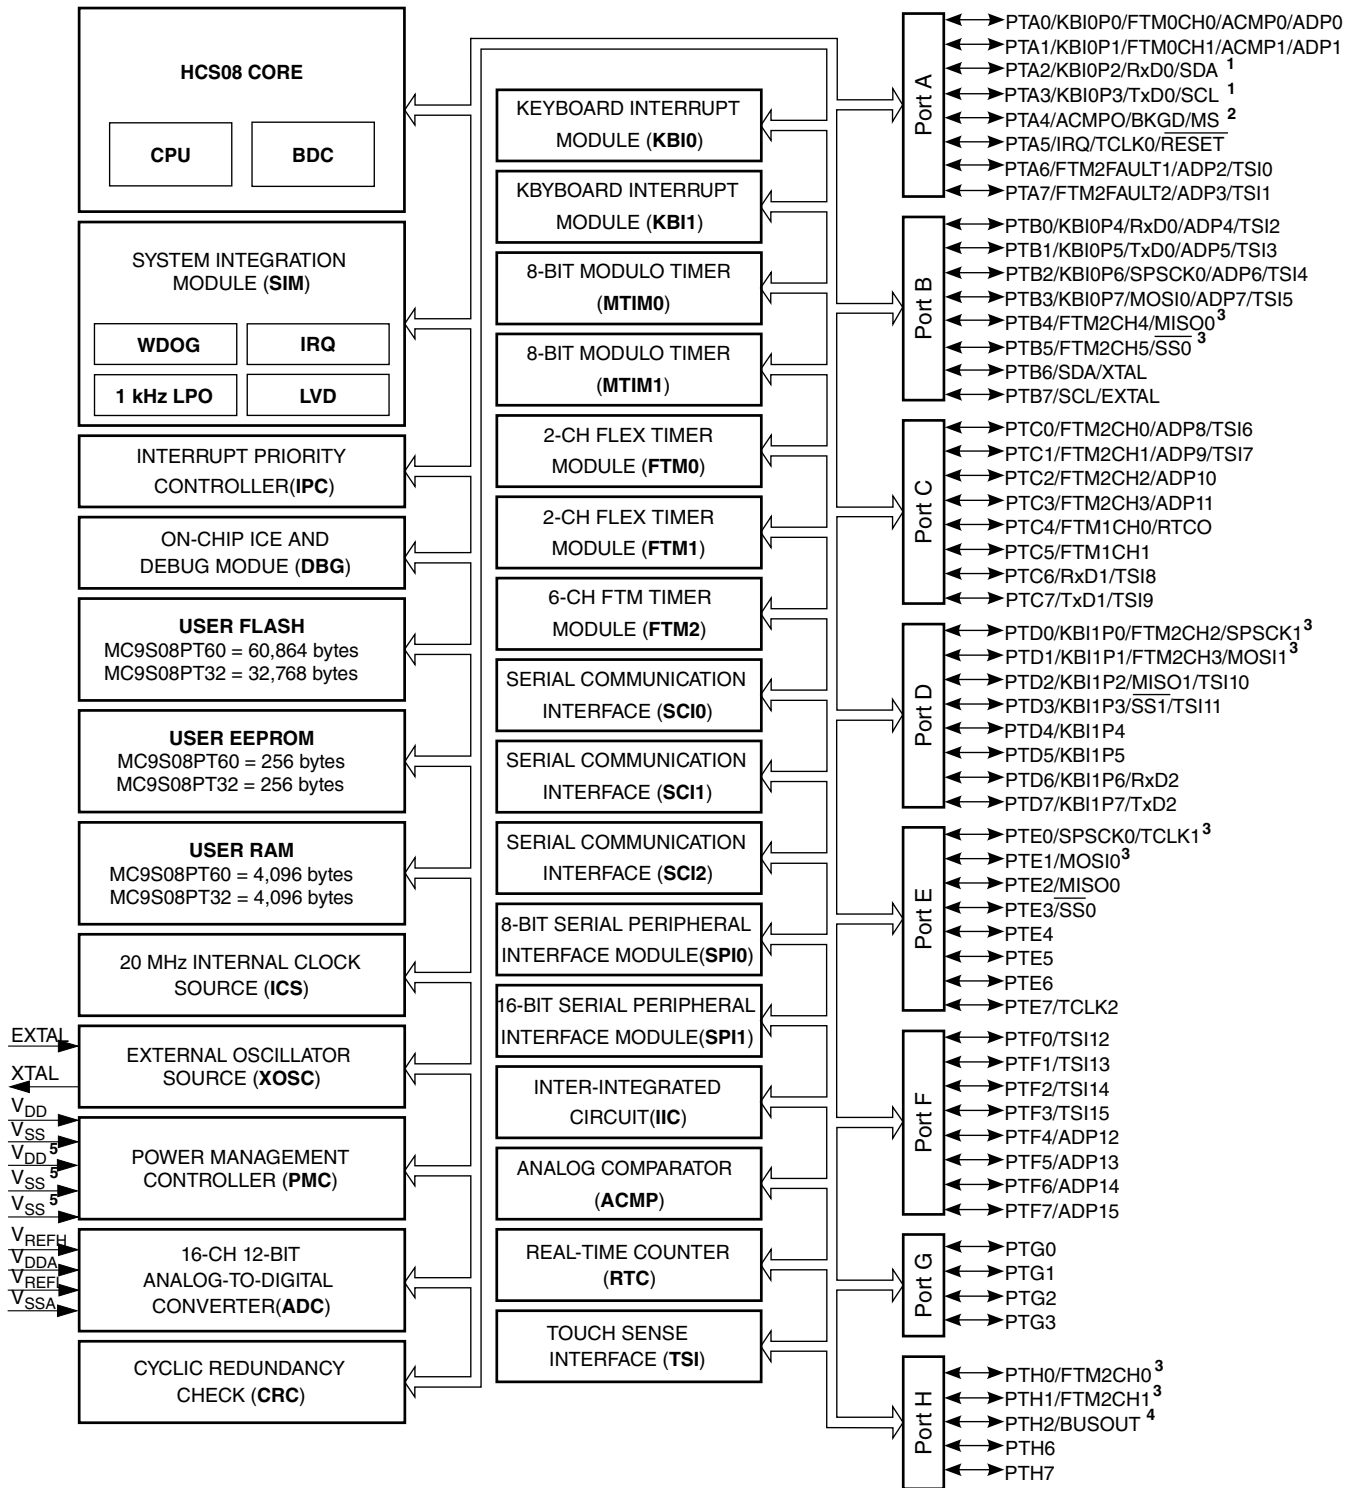 HCS08 CORE
CPU
BDC
SYSTEM INTEGRATION
MODULE (SIM)
WDOG
IRQ
1 kHz LPO
LVD
INTERRUPT PRIORITY
CONTROLLER(IPC)
ON-CHIP ICE AND
DEBUG MODUE (DBG)
USER FLASH
MC9S08PT60 = 60,864 bytes
MC9S08PT32 = 32,768 bytes
USER EEPROM
MC9S08PT60 = 256 bytes
MC9S08PT32 = 256 bytes
USER RAM
MC9S08PT60 = 4,096 bytes
MC9S08PT32 = 4,096 bytes
20 MHz INTERNAL CLOCK
SOURCE (ICS)
EXTAL
XTAL
EXTERNAL OSCILLATOR
SOURCE (XOSC)
VDD
VSS
VDD 5
VSS 5
VSS 5
POWER MANAGEMENT
CONTROLLER (PMC)
VREFH
VDDA
VREFL
VSSA
16-CH 12-BIT
ANALOG-TO-DIGITAL
CONVERTER(ADC)
CYCLIC REDUNDANCY
CHECK (CRC)
KEYBOARD INTERRUPT
MODULE (KBI0)
KBYBOARD INTERRUPT
MODULE (KBI1)
8-BIT MODULO TIMER
(MTIM0)
8-BIT MODULO TIMER
(MTIM1)
2-CH FLEX TIMER
MODULE (FTM0)
2-CH FLEX TIMER
MODULE (FTM1)
6-CH FTM TIMER
MODULE (FTM2)
SERIAL COMMUNICATION
INTERFACE (SCI0)
SERIAL COMMUNICATION
INTERFACE (SCI1)
SERIAL COMMUNICATION
INTERFACE (SCI2)
8-BIT SERIAL PERIPHERAL
INTERFACE MODULE(SPI0)
16-BIT SERIAL PERIPHERAL
INTERFACE MODULE(SPI1)
INTER-INTEGRATED
CIRCUIT(IIC)
ANALOG COMPARATOR
(ACMP)
REAL-TIME COUNTER
(RTC)
TOUCH SENSE
INTERFACE (TSI)
Port A
PTA0/KBI0P0/FTM0CH0/ACMP0/ADP0
PTA1/KBI0P1/FTM0CH1/ACMP1/ADP1
PTA2/KBI0P2/RxD0/SDA 1
PTA3/KBI0P3/TxD0/SCL 1
PTA4/ACMPO/BKGD/MS 2
PTA5/IRQ/TCLK0/RESET
PTA6/FTM2FAULT1/ADP2/TSI0
PTA7/FTM2FAULT2/ADP3/TSI1
Port B
PTB0/KBI0P4/RxD0/ADP4/TSI2
PTB1/KBI0P5/TxD0/ADP5/TSI3
PTB2/KBI0P6/SPSCK0/ADP6/TSI4
PTB3/KBI0P7/MOSI0/ADP7/TSI5
PTB4/FTM2CH4/MISO0 3
PTB5/FTM2CH5/SS0 3
PTB6/SDA/XTAL
PTB7/SCL/EXTAL
Port C
PTC0/FTM2CH0/ADP8/TSI6
PTC1/FTM2CH1/ADP9/TSI7
PTC2/FTM2CH2/ADP10
PTC3/FTM2CH3/ADP11
PTC4/FTM1CH0/RTCO
PTC5/FTM1CH1
PTC6/RxD1/TSI8
PTC7/TxD1/TSI9
Port D
PTD0/KBI1P0/FTM2CH2/SPSCK1 3
PTD1/KBI1P1/FTM2CH3/MOSI1 3
PTD2/KBI1P2/MISO1/TSI10
PTD3/KBI1P3/SS1/TSI11
PTD4/KBI1P4
PTD5/KBI1P5
PTD6/KBI1P6/RxD2
PTD7/KBI1P7/TxD2
Port E
PTE0/SPSCK0/TCLK1 3
PTE1/MOSI0 3
PTE2/MISO0
PTE3/SS0
PTE4
PTE5
PTE6
PTE7/TCLK2
Port F
PTF0/TSI12
PTF1/TSI13
PTF2/TSI14
PTF3/TSI15
PTF4/ADP12
PTF5/ADP13
PTF6/ADP14
PTF7/ADP15
Port G
PTG0
PTG1
PTG2
PTG3
Port H
PTH0/FTM2CH0 3
PTH1/FTM2CH1 3
PTH2/BUSOUT 4
PTH6
PTH7